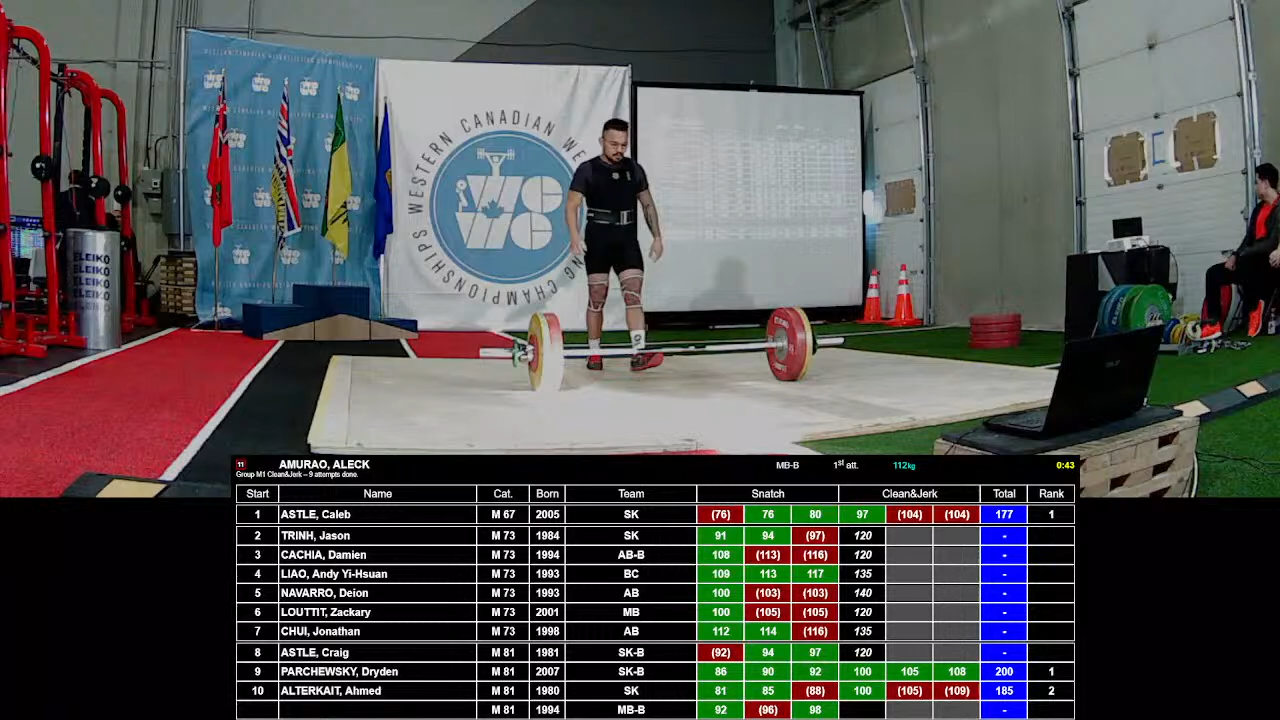 WESTERN CANADIAN WE
NG CHAMPIONSHIPS
WC
WC
ELEIKO
ELEIKO
ELEIKO
ELEIKO
11 AMURAO, ALECK MB-B 1st att. 112kg 0:43
Group M1 Clean&Jerk – 9 attempts done.
Start Name Cat. Born Team Snatch Clean&Jerk Total Rank
1 ASTLE, Caleb M 67 2005 SK (76) 76 80 97 (104) (104) 177 1
2 TRINH, Jason M 73 1984 SK 91 94 (97) 120 -
3 CACHIA, Damien M 73 1994 AB-B 108 (113) (116) 120 -
4 LIAO, Andy Yi-Hsuan M 73 1993 BC 109 113 117 135 -
5 NAVARRO, Deion M 73 1993 AB 100 (103) (103) 140 -
6 LOUTTIT, Zackary M 73 2001 MB 100 (105) (105) 120 -
7 CHUI, Jonathan M 73 1998 AB 112 114 (116) 135 -
8 ASTLE, Craig M 81 1981 SK-B (92) 94 97 120 -
9 PARCHEWSKY, Dryden M 81 2007 SK-B 86 90 92 100 105 108 200 1
10 ALTERKAIT, Ahmed M 81 1980 SK 81 85 (88) 100 (105) (109) 185 2
M 81 1994 MB-B 92 (96) 98 -